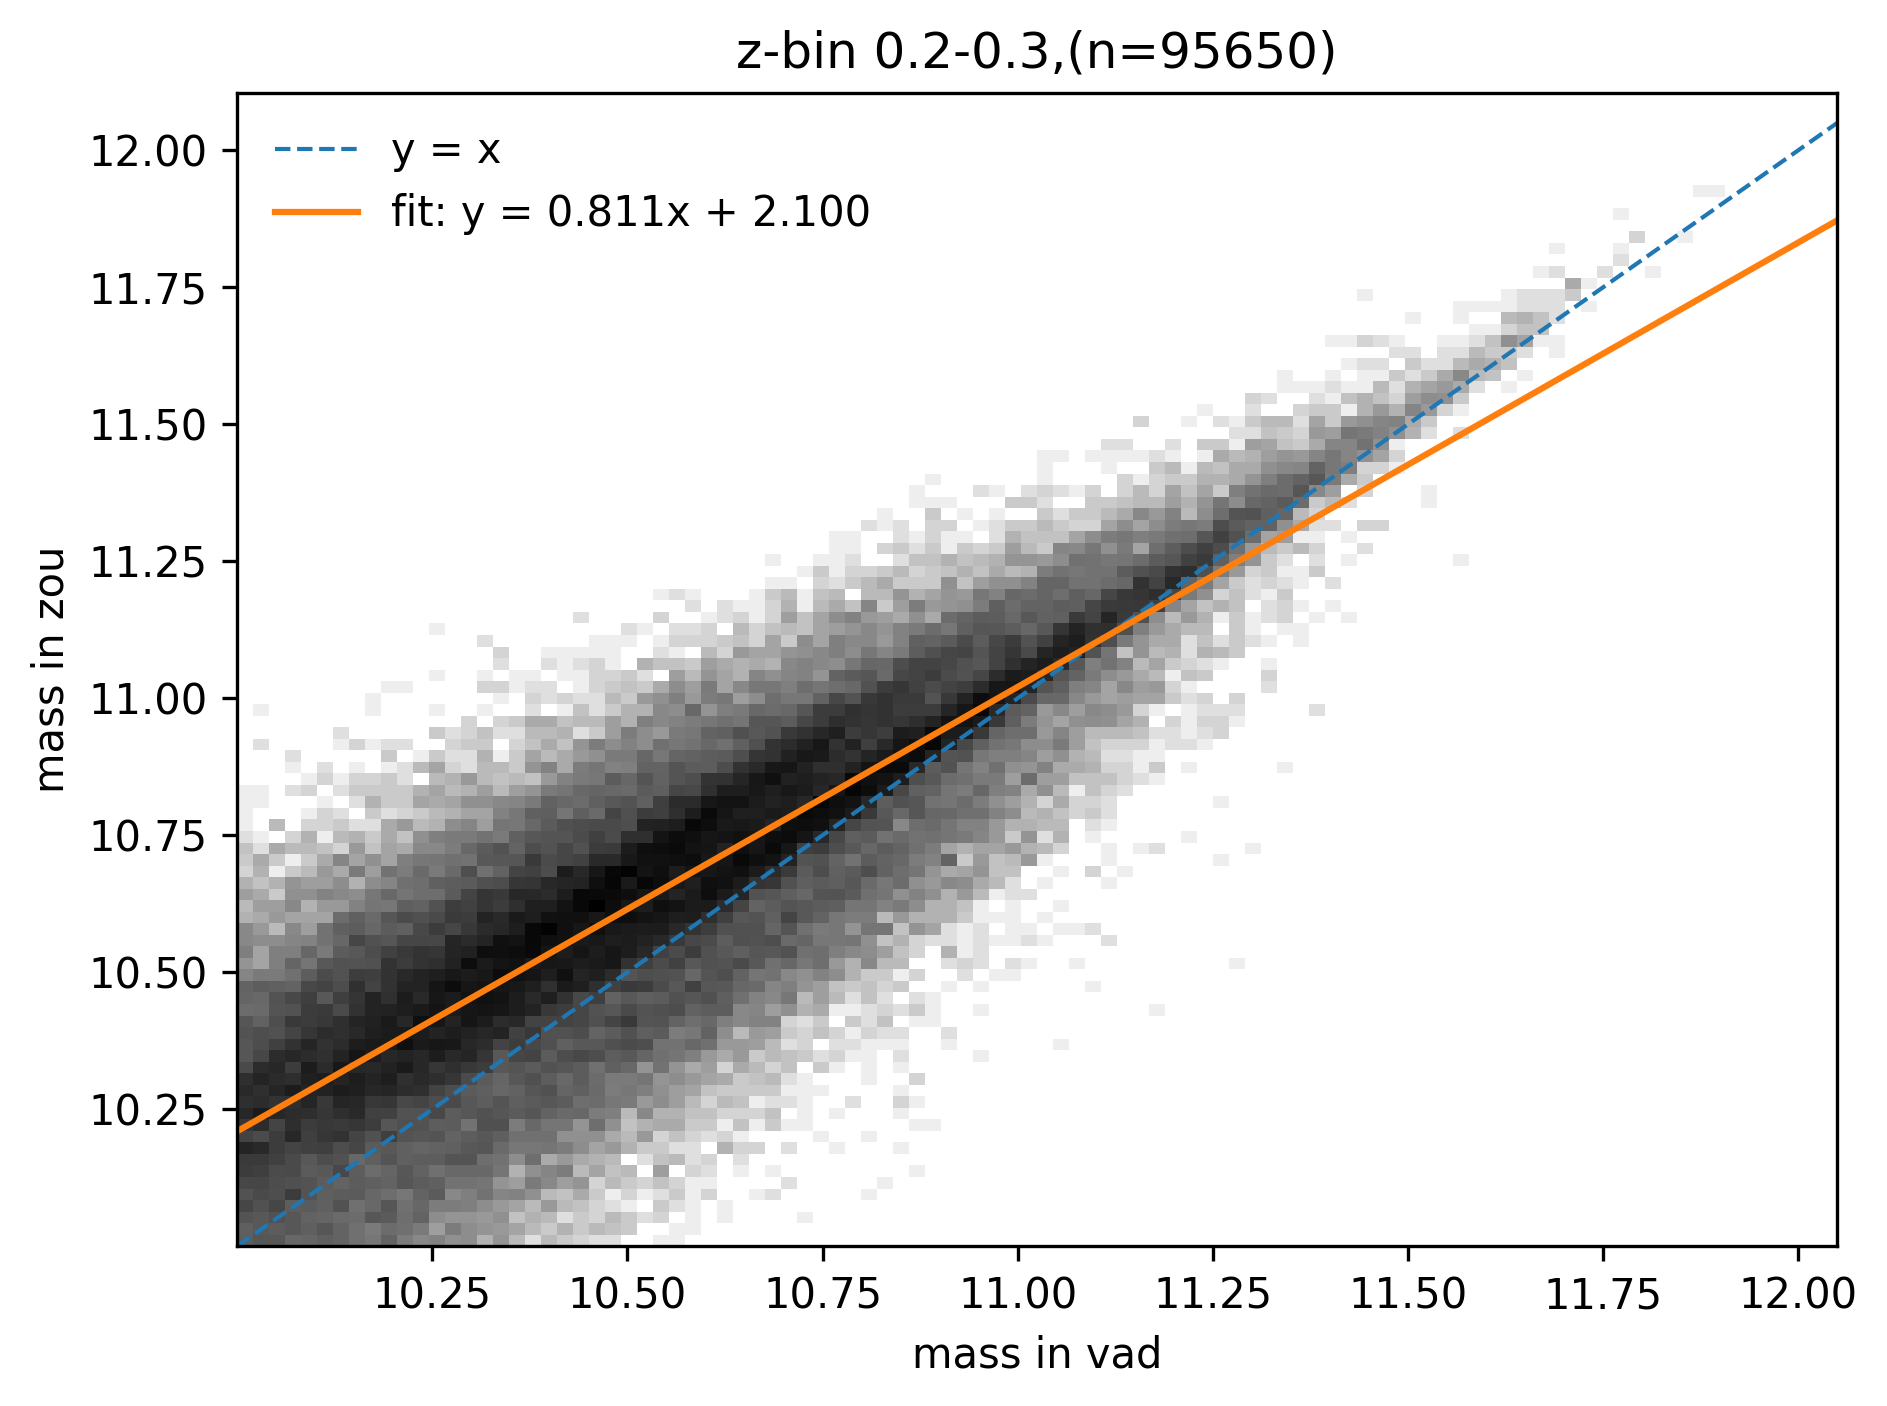 z-bin 0.2-0.3,(n=95650)
y = x
fit: y = 0.811x + 2.100
12.00
11.75
11.50
11.25
11.00
10.75
10.50
10.25
mass in zou
10.25 10.50 10.75 11.00 11.25 11.50 11.75 12.00
mass in vad